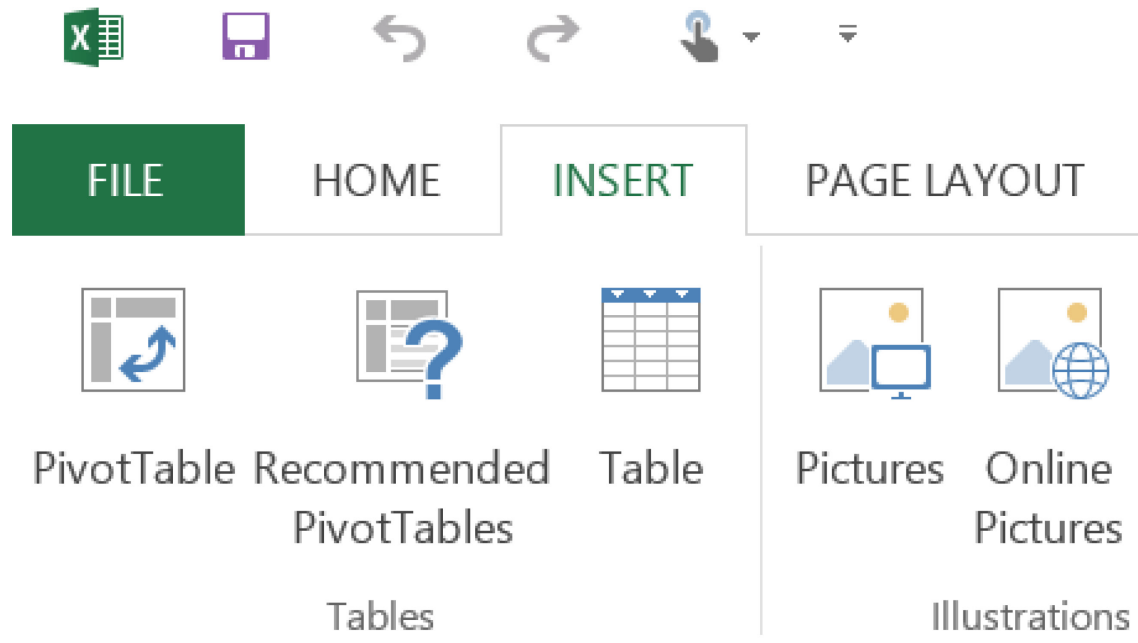 FILE HOME INSERT PAGE LAYOUT
PivotTable Recommended PivotTables Table Pictures Online Pictures
Tables Illustrations